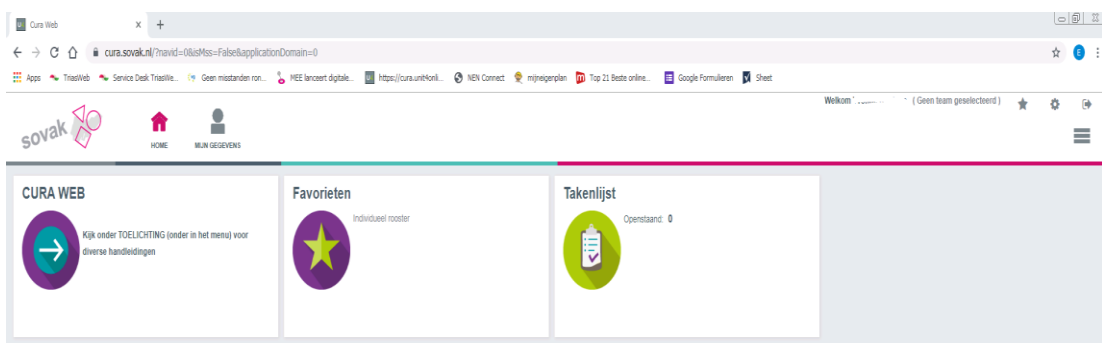 Cura Web
cura.sovak.nl/?navid=0&isMss=False&applicationDomain=0
E
Apps TriasWeb Service Desk TriasWe... Geen misstanden ron... MEE lanceert digitale... https://cura.unit4onli... NEN Connect mijneigenplan Top 21 Beste online... Google Formulieren Sheet
Welkom ( Geen team geselecteerd )
sovak
HOME MIJN GEGEVENS
CURA WEB
Kijk onder TOELICHTING (onder in het menu) voor
diverse handleidingen
Favorieten
Individueel rooster
Takenlijst
Openstaand: 0